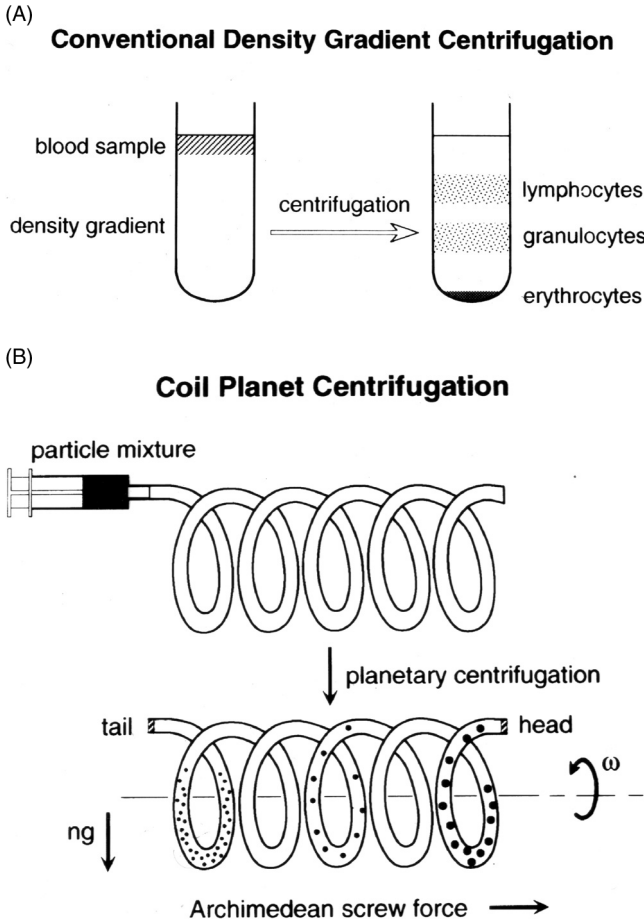 (A)
Conventional Density Gradient Centrifugation
blood sample
density gradient
centrifugation
lymphocytes
granulocytes
erythrocytes
(B)
Coil Planet Centrifugation
particle mixture
planetary centrifugation
tail
head
ω
ng
Archimedean screw force